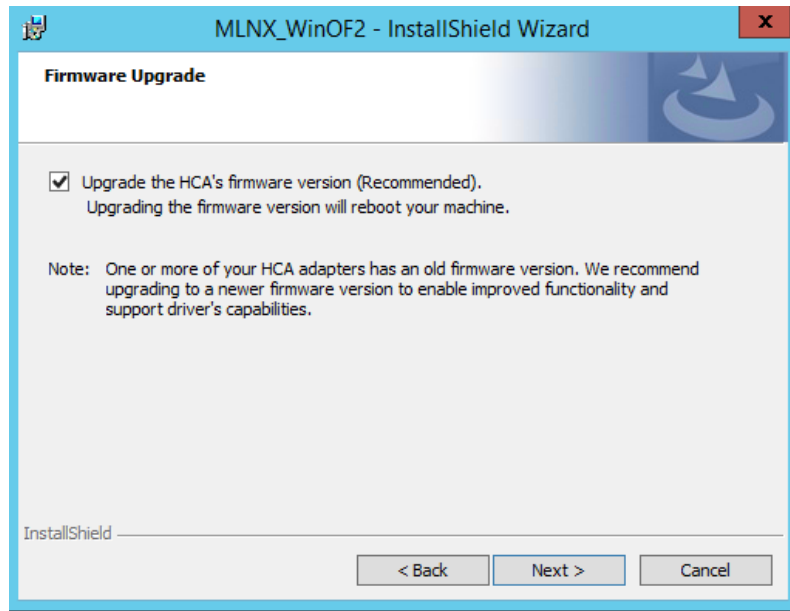 MLNX_WinOF2 - InstallShield Wizard
x
Firmware Upgrade
Upgrade the HCA's firmware version (Recommended).
Upgrading the firmware version will reboot your machine.
Note: One or more of your HCA adapters has an old firmware version. We recommend
upgrading to a newer firmware version to enable improved functionality and
support driver's capabilities.
InstallShield
< Back Next > Cancel